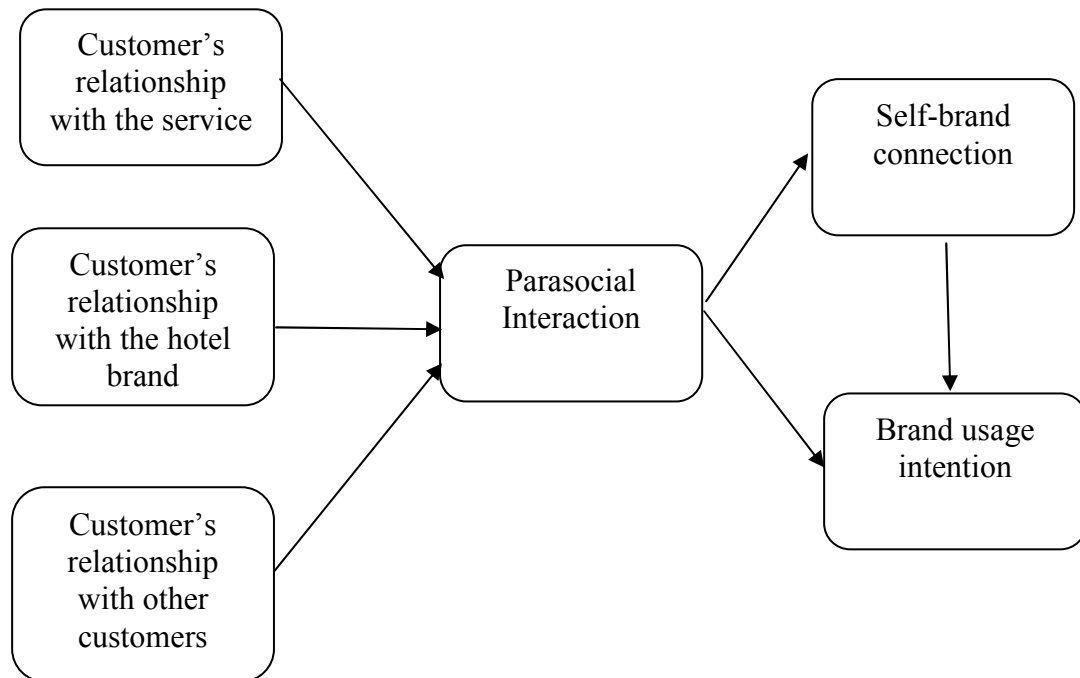 Customer’s
relationship
with the service
Customer’s
relationship
with the hotel
brand
Customer’s
relationship
with other
customers
Parasocial
Interaction
Self-brand
connection
Brand usage
intention